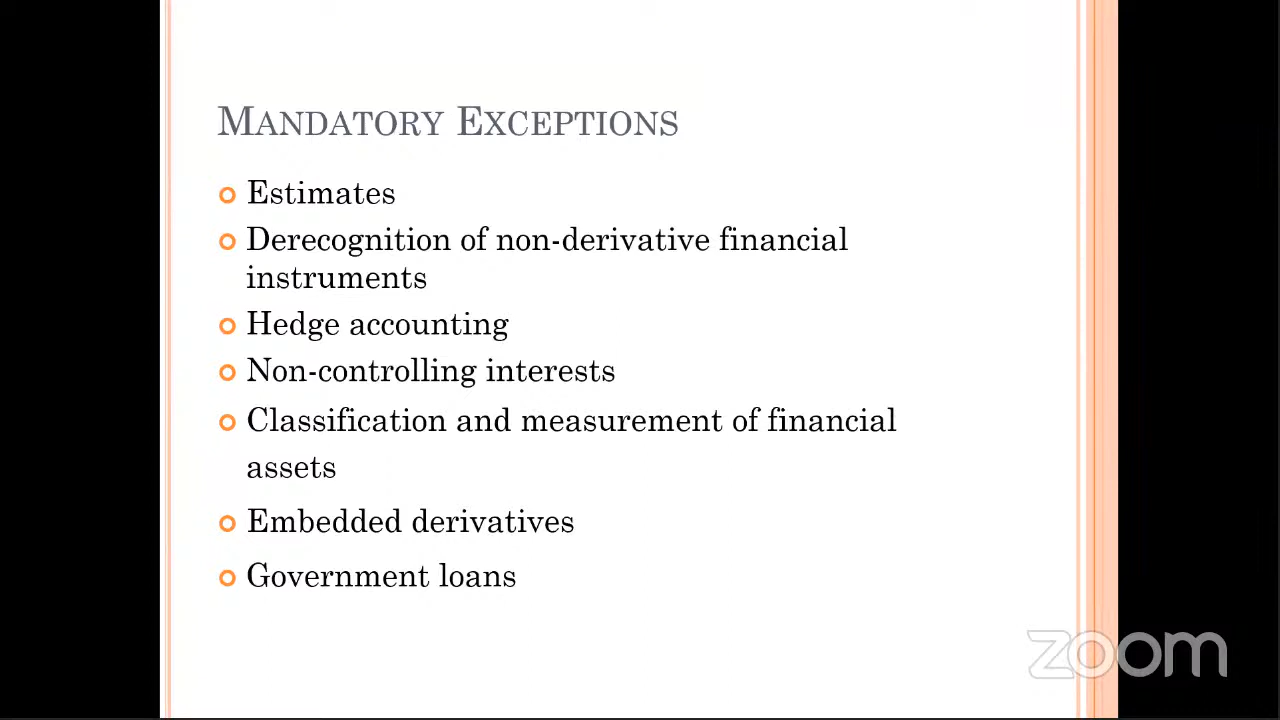 MANDATORY EXCEPTIONS
Estimates
Derecognition of non-derivative financial
instruments
Hedge accounting
Non-controlling interests
Classification and measurement of financial
assets
Embedded derivatives
Government loans
zoom